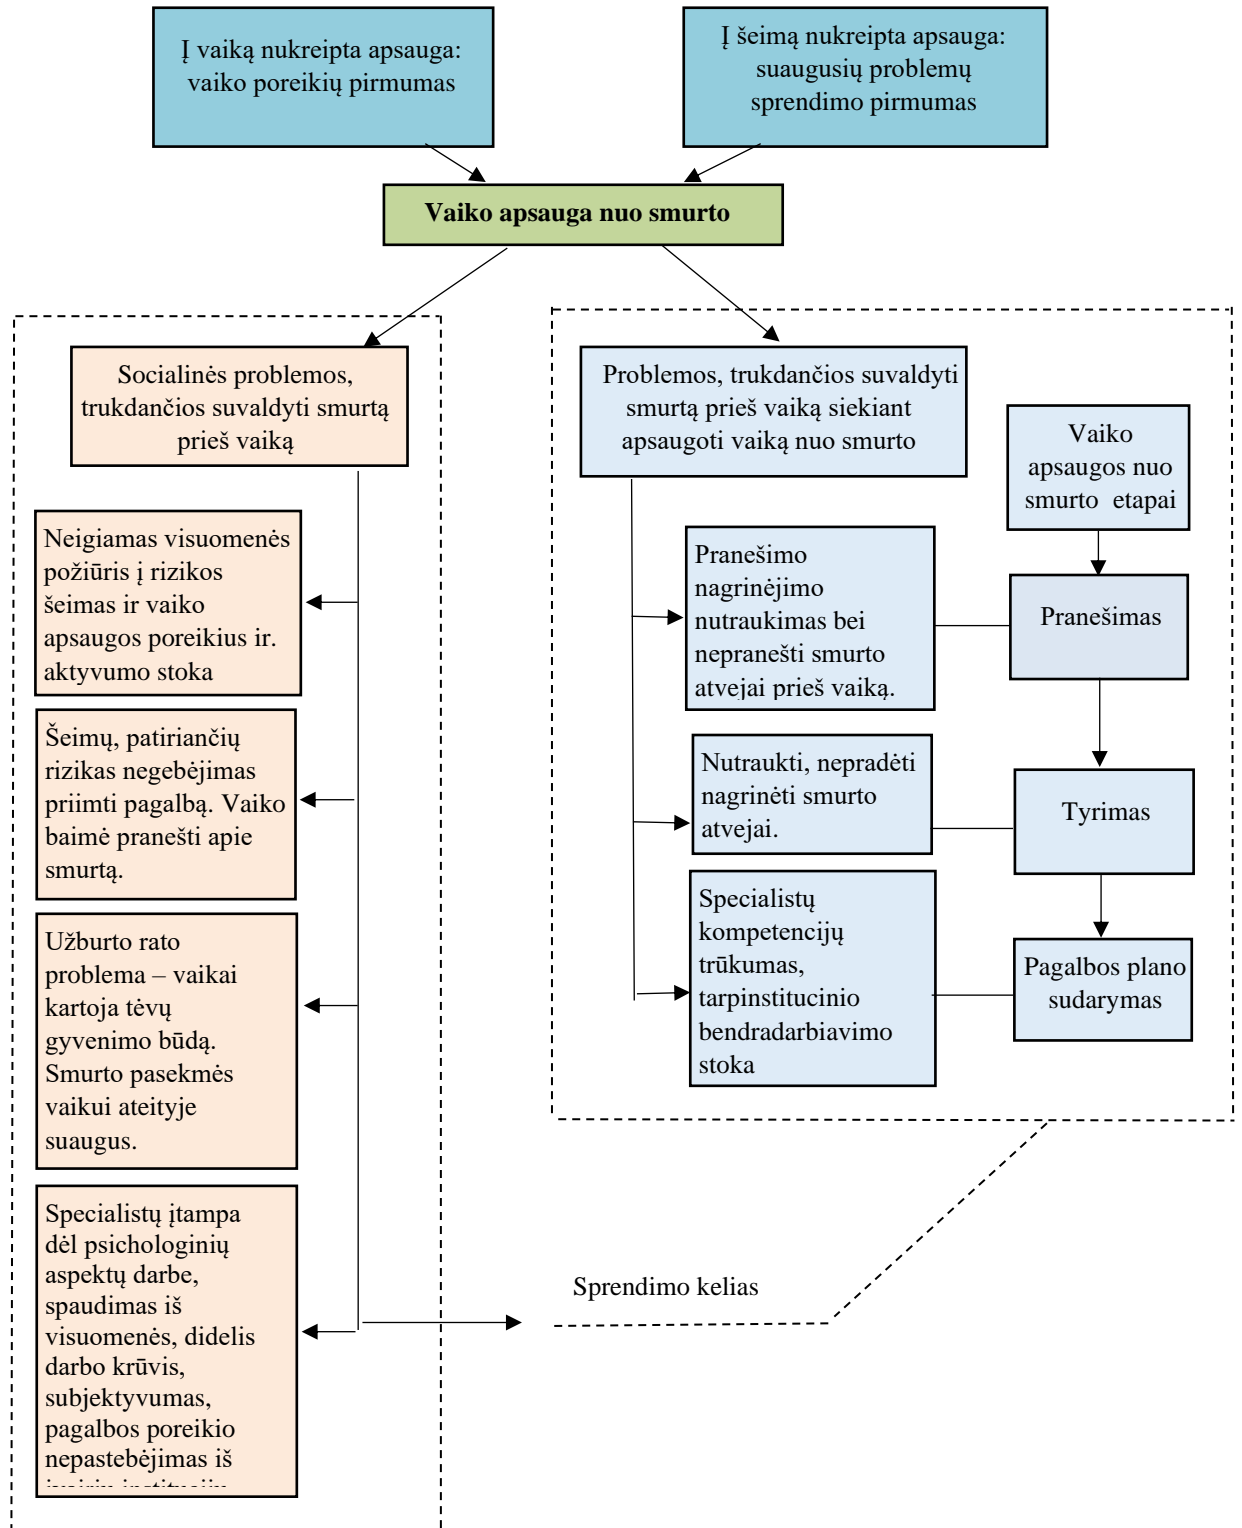 Į vaiką nukreipta apsauga:
vaiko poreikių pirmumas
Į šeimą nukreipta apsauga:
suaugusių problemų
sprendimo pirmumas
Vaiko apsauga nuo smurto
Socialinės problemos,
trukdančios suvaldyti smurtą
prieš vaiką
Neigiamas visuomenės
požiūris į rizikos
šeimas ir vaiko
apsaugos poreikius ir.
aktyvumo stoka
Šeimų, patiriančių
rizikas negebėjimas
priimti pagalbą. Vaiko
baimė pranešti apie
smurtą.
Užburto rato
problema – vaikai
kartoja tėvų
gyvenimo būdą.
Smurto pasekmės
vaikui ateityje
suaugus.
Specialistų įtampa
dėl psichologinių
aspektų darbe,
spaudimas iš
visuomenės, didelis
darbo krūvis,
subjektyvumas,
pagalbos poreikio
nepastebėjimas iš
Problemos, trukdančios suvaldyti
smurtą prieš vaiką siekiant
apsaugoti vaiką nuo smurto
Pranešimo
nagrinėjimo
nutraukimas bei
nepranešti smurto
atvejai prieš vaiką.
Nutraukti, nepradėti
nagrinėti smurto
atvejai.
Specialistų
kompetencijų
trūkumas,
tarpinstitucinio
bendradarbiavimo
stoka
Vaiko
apsaugos nuo
smurto etapai
Pranešimas
Tyrimas
Pagalbos plano
sudarymas
Sprendimo kelias